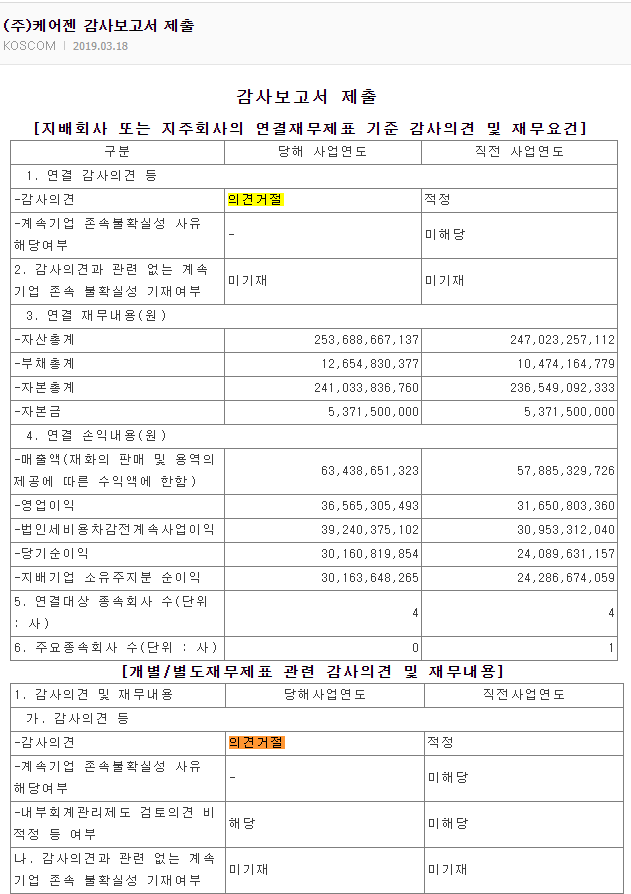 (주)케어젠 감사보고서 제출
KOSCOM | 2019.03.18
감사보고서 제출
[지배회사 또는 지주회사의 연결재무제표 기준 감사의견 및 재무요건]
구분 당해 사업연도 직전 사업연도
1. 연결 감사의견 등
-감사의견 의견거절 적정
-계속기업 존속불확실성 사유
해당여부 - 미해당
2. 감사의견과 관련 없는 계속
기업 존속 불확실성 기재여부 미기재 미기재
3. 연결 재무내용(원)
-자산총계 253,688,667,137 247,023,257,112
-부채총계 12,654,830,377 10,474,164,779
-자본총계 241,033,836,760 236,549,092,333
-자본금 5,371,500,000 5,371,500,000
4. 연결 손익내용(원)
-매출액(재화의 판매 및 용역의
제공에 따른 수익액에 한함) 63,438,651,323 57,885,329,726
-영업이익 36,565,305,493 31,650,803,360
-법인세비용차감전계속사업이익 39,240,375,102 30,953,312,040
-당기순이익 30,160,819,854 24,089,631,157
-지배기업 소유주지분 순이익 30,163,648,265 24,286,674,059
5. 연결대상 종속회사 수(단위
: 사) 4 4
6. 주요종속회사 수(단위 : 사) 0 1
[개별/별도재무제표 관련 감사의견 및 재무내용]
1. 감사의견 및 재무내용 당해사업연도 직전사업연도
가. 감사의견 등
-감사의견 의견거절 적정
-계속기업 존속불확실성 사유
해당여부 - 미해당
-내부회계관리제도 검토의견 비
적정 등 여부 해당 미해당
나. 감사의견과 관련 없는 계속
기업 존속 불확실성 기재여부 미기재 미기재